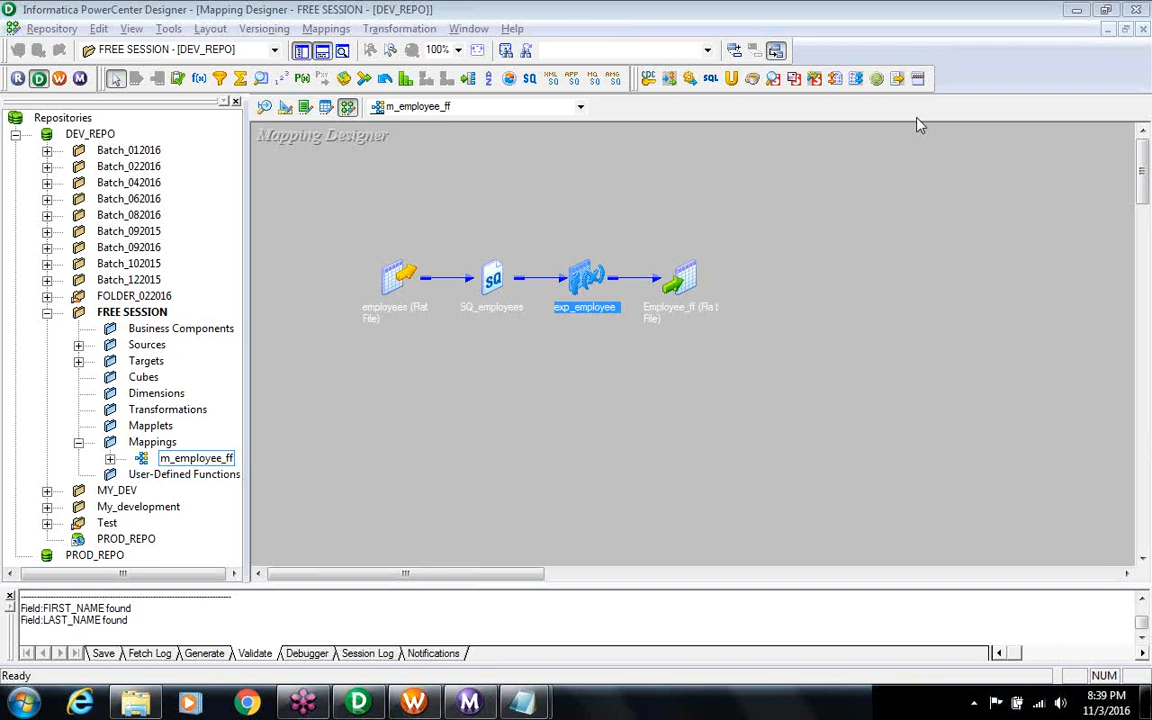 Informatica PowerCenter Designer - [Mapping Designer - FREE SESSION - [DEV_REPO]]
Repository Edit View Tools Layout Versioning Mappings Transformation Window Help
FREE SESSION - [DEV_REPO]
100%
m_employee_ff
Repositories
DEV_REPO
Batch_012016
Batch_022016
Batch_042016
Batch_062016
Batch_082016
Batch_092015
Batch_092016
Batch_102015
Batch_122015
FOLDER_022016
FREE SESSION
Business Components
Sources
Targets
Cubes
Dimensions
Transformations
Mapplets
Mappings
m_employee_ff
User-Defined Functions
MY_DEV
My_development
Test
PROD_REPO
PROD_REPO
Mapping Designer
employees (Flat
File)
SQ_employees
exp_employee
Employee_ff (Flat
File)
Field:FIRST_NAME found
Field:LAST_NAME found
Save Fetch Log Generate Validate Debugger Session Log Notifications
Ready
NUM
8:39 PM
11/3/2016